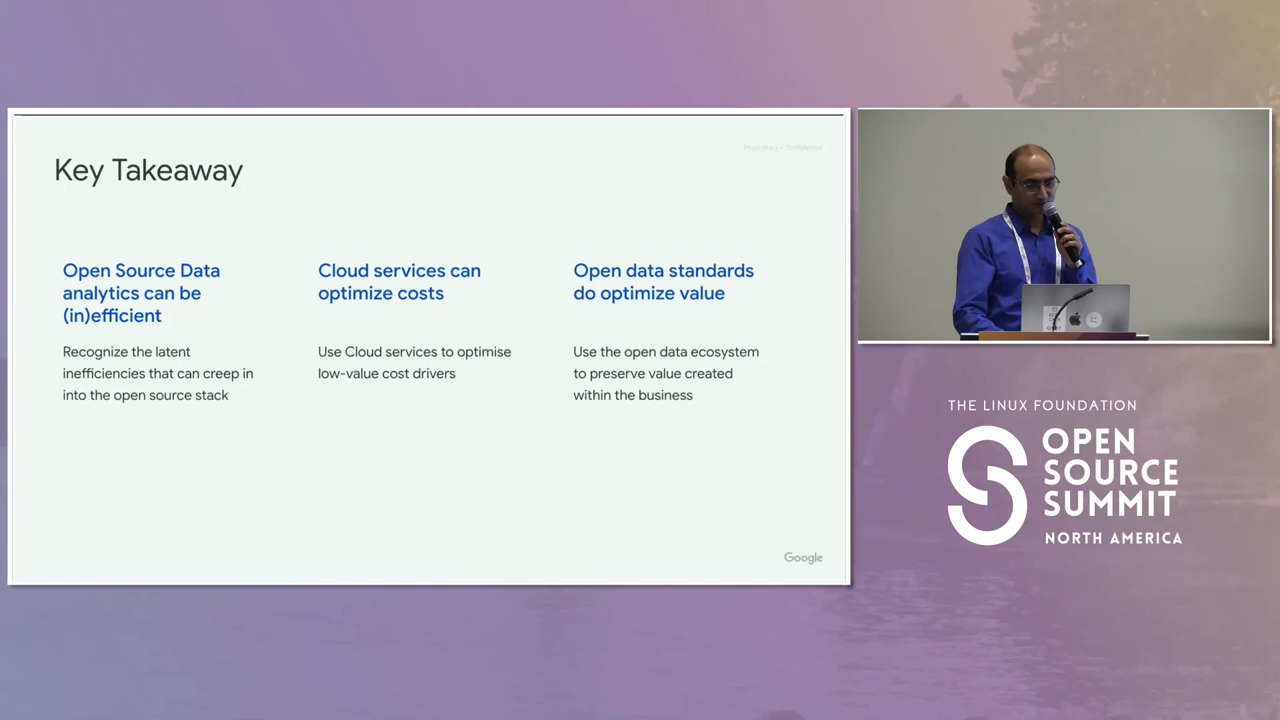 Proprietary + Confidential
Key Takeaway
Open Source Data
analytics can be
(in)efficient
Recognize the latent
inefficiencies that can creep in
into the open source stack
Cloud services can
optimize costs
Use Cloud services to optimise
low-value cost drivers
Open data standards
do optimize value
Use the open data ecosystem
to preserve value created
within the business
Google
THE LINUX FOUNDATION
OPEN
SOURCE
SUMMIT
NORTH AMERICA